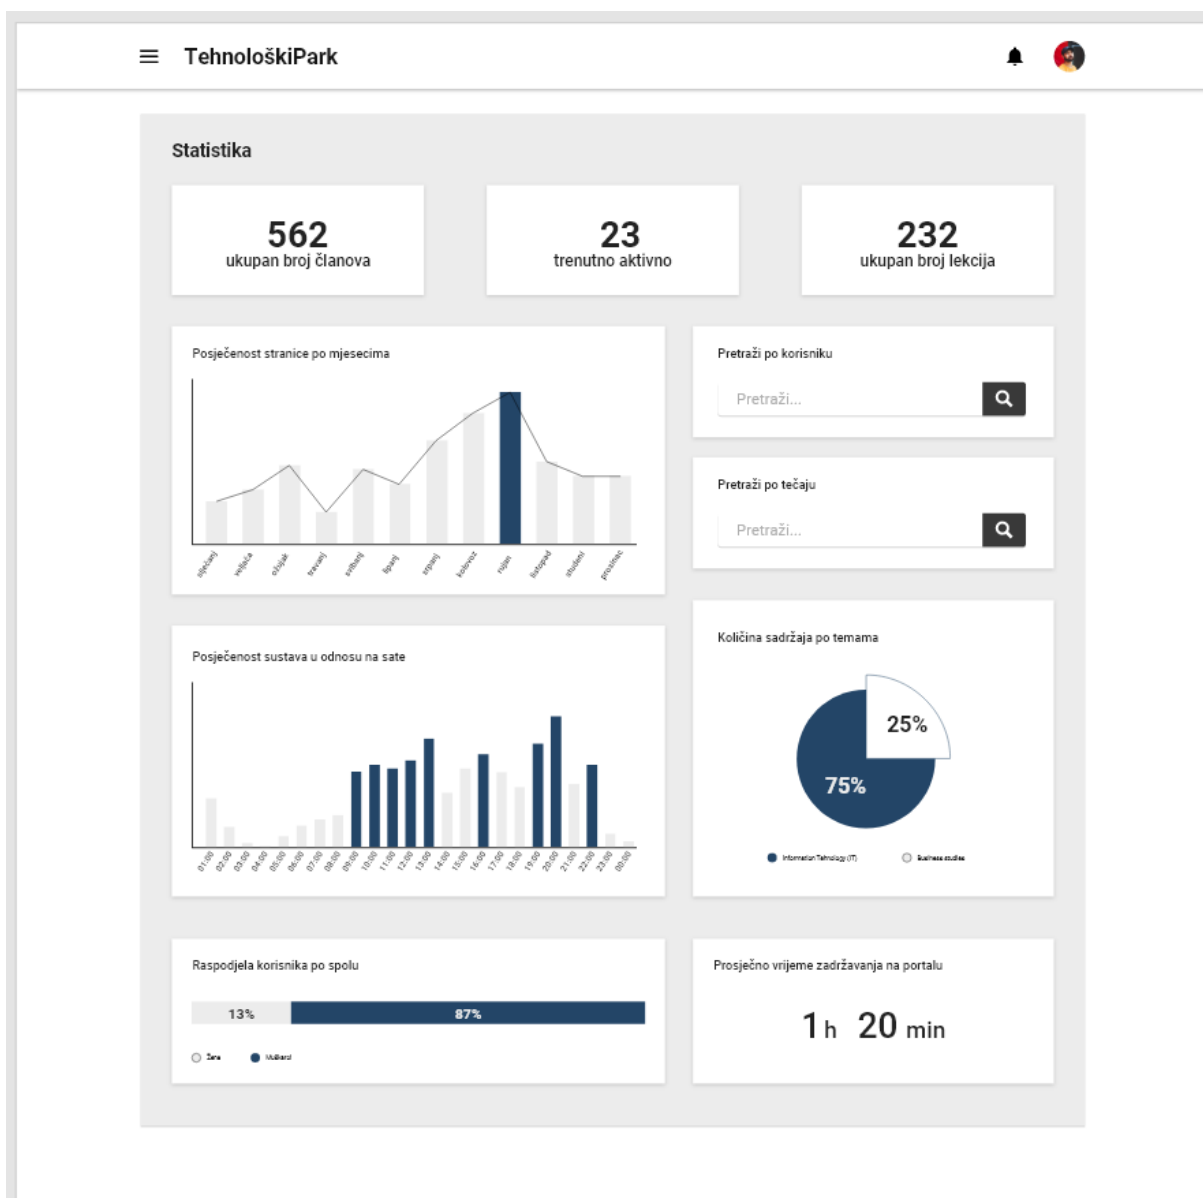 TehnološkiPark
Statistika
562
ukupan broj članova
23
trenutno aktivno
232
ukupan broj lekcija
Posječenost stranice po mjesecima
siječanj
veljača
ožujak
travanj
svibanj
lipanj
srpanj
kolovoz
rujan
listopad
studeni
prosinac
Pretraži po korisniku
Pretraži...
Pretraži po tečaju
Pretraži...
Posječenost sustava u odnosu na sate
01:00
02:00
03:00
04:00
05:00
06:00
07:00
08:00
09:00
10:00
11:00
12:00
13:00
14:00
15:00
16:00
17:00
18:00
19:00
20:00
21:00
22:00
23:00
00:00
Količina sadržaja po temama
25%
75%
Information Tehnology (IT)
Business studies
Raspodjela korisnika po spolu
13%
87%
Žene
Muškarci
Prosječno vrijeme zadržavanja na portalu
1 h 20 min